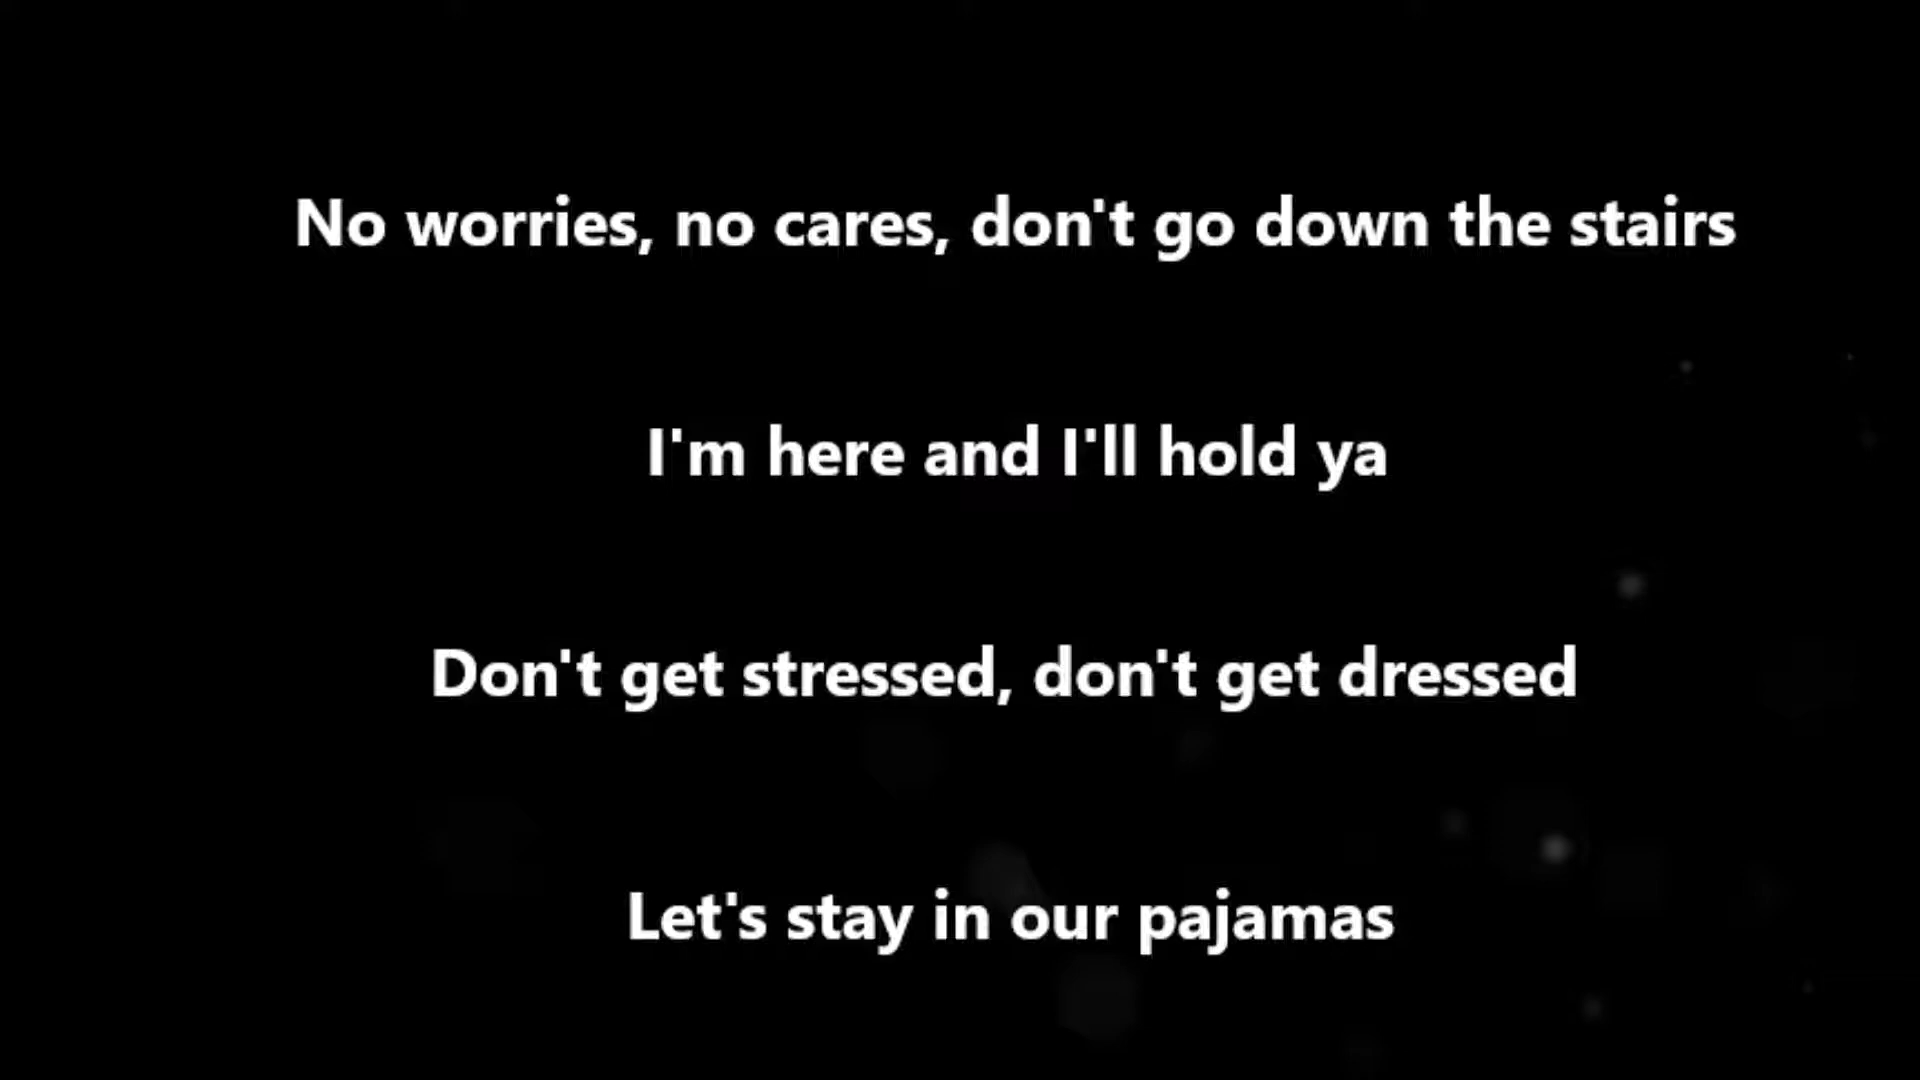 No worries, no cares, don't go down the stairs
I'm here and I'll hold ya
Don't get stressed, don't get dressed
Let's stay in our pajamas